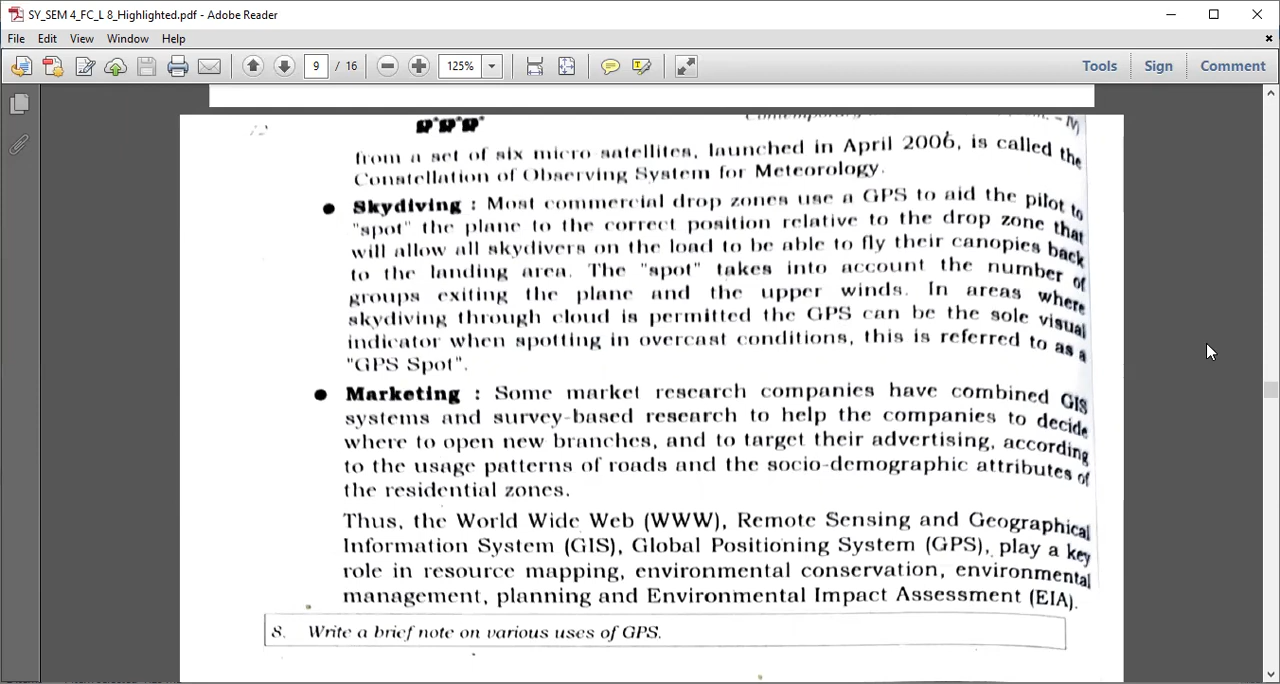 SY_SEM 4_FC_L 8_Highlighted.pdf - Adobe Reader
File Edit View Window Help
9 / 16 125% Tools Sign Comment
from a set of six micro satellites, launched in April 2006, is called the
Constellation of Observing System for Meteorology.
● Skydiving : Most commercial drop zones use a GPS to aid the pilot to
"spot" the plane to the correct position relative to the drop zone that
will allow all skydivers on the load to be able to fly their canopies back
to the landing area. The "spot" takes into account the number of
groups exiting the plane and the upper winds. In areas where
skydiving through cloud is permitted the GPS can be the sole visual
indicator when spotting in overcast conditions, this is referred to as a
"GPS Spot".
● Marketing : Some market research companies have combined GIS
systems and survey-based research to help the companies to decide
where to open new branches, and to target their advertising, according
to the usage patterns of roads and the socio-demographic attributes of
the residential zones.
Thus, the World Wide Web (WWW), Remote Sensing and Geographical
Information System (GIS), Global Positioning System (GPS), play a key
role in resource mapping, environmental conservation, environmental
management, planning and Environmental Impact Assessment (EIA).
8. Write a brief note on various uses of GPS.